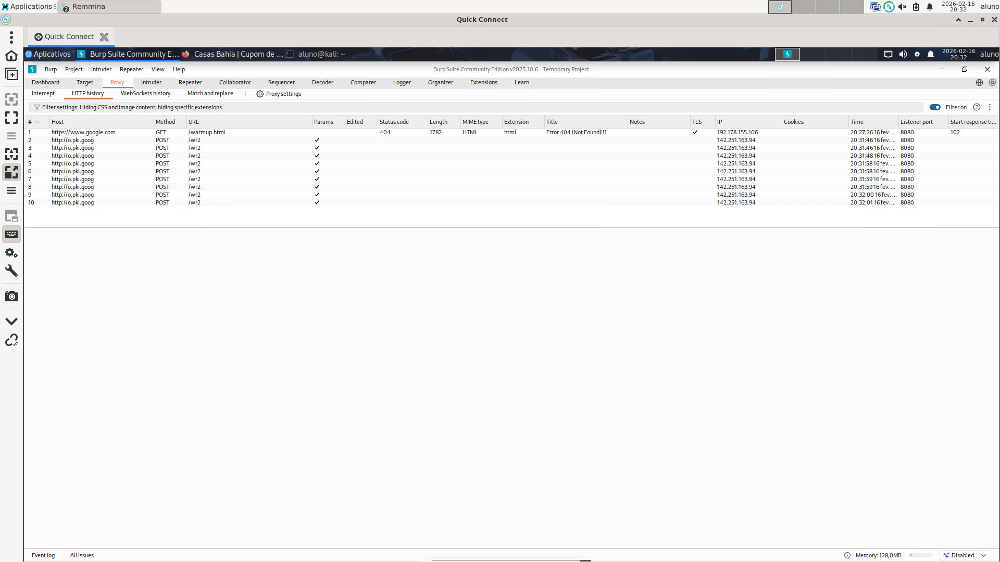 Applications
Remmina
2026-02-16
20:32
aluno
Quick Connect
Quick Connect
Aplicativos
Burp Suite Community E...
Casas Bahia | Cupom de ...
aluno@kali: ~
2026-02-16
20:32
aluno
Burp Project Intruder Repeater View Help
Burp Suite Community Edition v2025.10.6 - Temporary Project
Dashboard Target Proxy Intruder Repeater Collaborator Sequencer Decoder Comparer Logger Organizer Extensions Learn
Intercept HTTP history WebSockets history Match and replace Proxy settings
Filter settings: Hiding CSS and image content; hiding specific extensions
Filter on
# Host Method URL Params Edited Status code Length MIME type Extension Title Notes TLS IP Cookies Time Listener port Start response ti...
1 https://www.google.com GET /warmup.html 404 1782 HTML html Error 404 (Not Found)!!1 ✓ 192.178.155.106 20:27:26 16 fev. ... 8080 102
2 http://o.pki.goog POST /wr2 ✓ 142.251.163.94 20:31:46 16 fev. ... 8080
3 http://o.pki.goog POST /wr2 ✓ 142.251.163.94 20:31:46 16 fev. ... 8080
4 http://o.pki.goog POST /wr2 ✓ 142.251.163.94 20:31:48 16 fev. ... 8080
5 http://o.pki.goog POST /wr2 ✓ 142.251.163.94 20:31:58 16 fev. ... 8080
6 http://o.pki.goog POST /wr2 ✓ 142.251.163.94 20:31:58 16 fev. ... 8080
7 http://o.pki.goog POST /wr2 ✓ 142.251.163.94 20:31:59 16 fev. ... 8080
8 http://o.pki.goog POST /wr2 ✓ 142.251.163.94 20:31:59 16 fev. ... 8080
9 http://o.pki.goog POST /wr2 ✓ 142.251.163.94 20:32:00 16 fev. ... 8080
10 http://o.pki.goog POST /wr2 ✓ 142.251.163.94 20:32:01 16 fev. ... 8080
Event log All issues
Memory: 128,0MB
Disabled